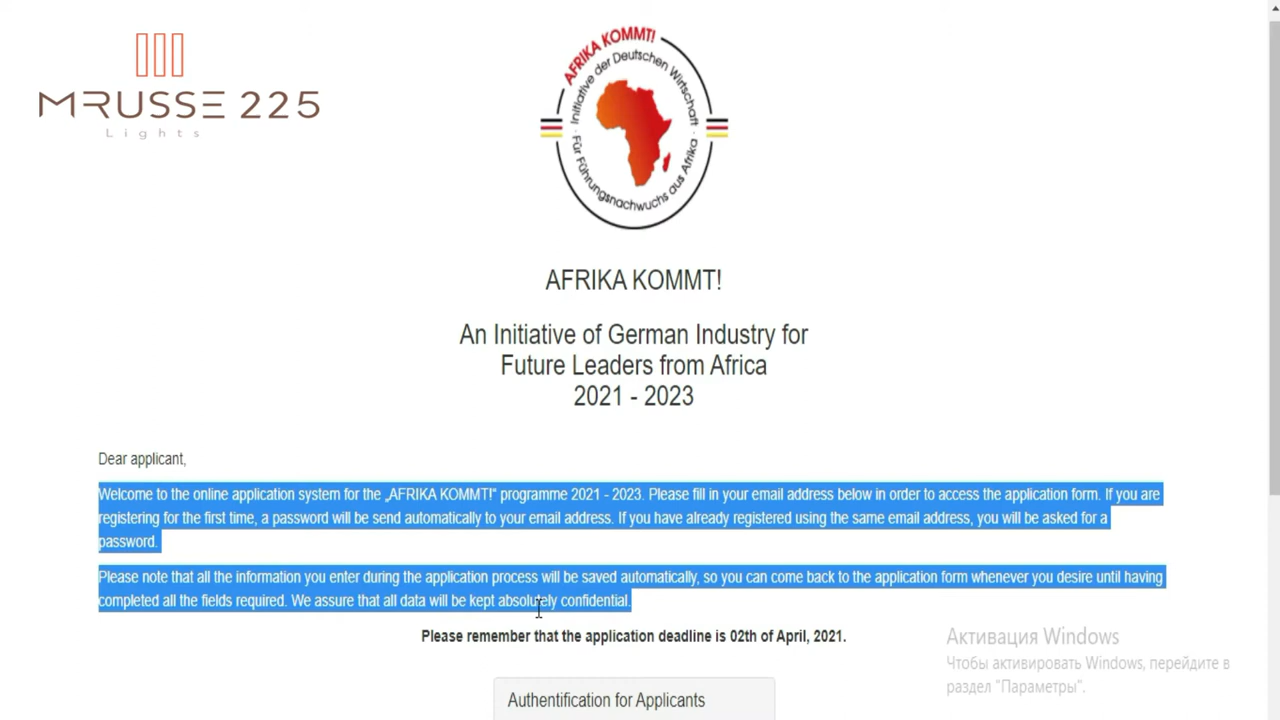 MRUSSE 225
Lights
AFRIKA KOMMT!
Initiative der Deutschen Wirtschaft
Für Führungsnachwuchs aus Afrika
AFRIKA KOMMT!
An Initiative of German Industry for
Future Leaders from Africa
2021 - 2023
Dear applicant,
Welcome to the online application system for the „AFRIKA KOMMT!“ programme 2021 - 2023. Please fill in your email address below in order to access the application form. If you are
registering for the first time, a password will be send automatically to your email address. If you have already registered using the same email address, you will be asked for a
password.
Please note that all the information you enter during the application process will be saved automatically, so you can come back to the application form whenever you desire until having
completed all the fields required. We assure that all data will be kept absolutely confidential.
Please remember that the application deadline is 02th of April, 2021.
Активация Windows
Чтобы активировать Windows, перейдите в
раздел "Параметры".
Authentification for Applicants